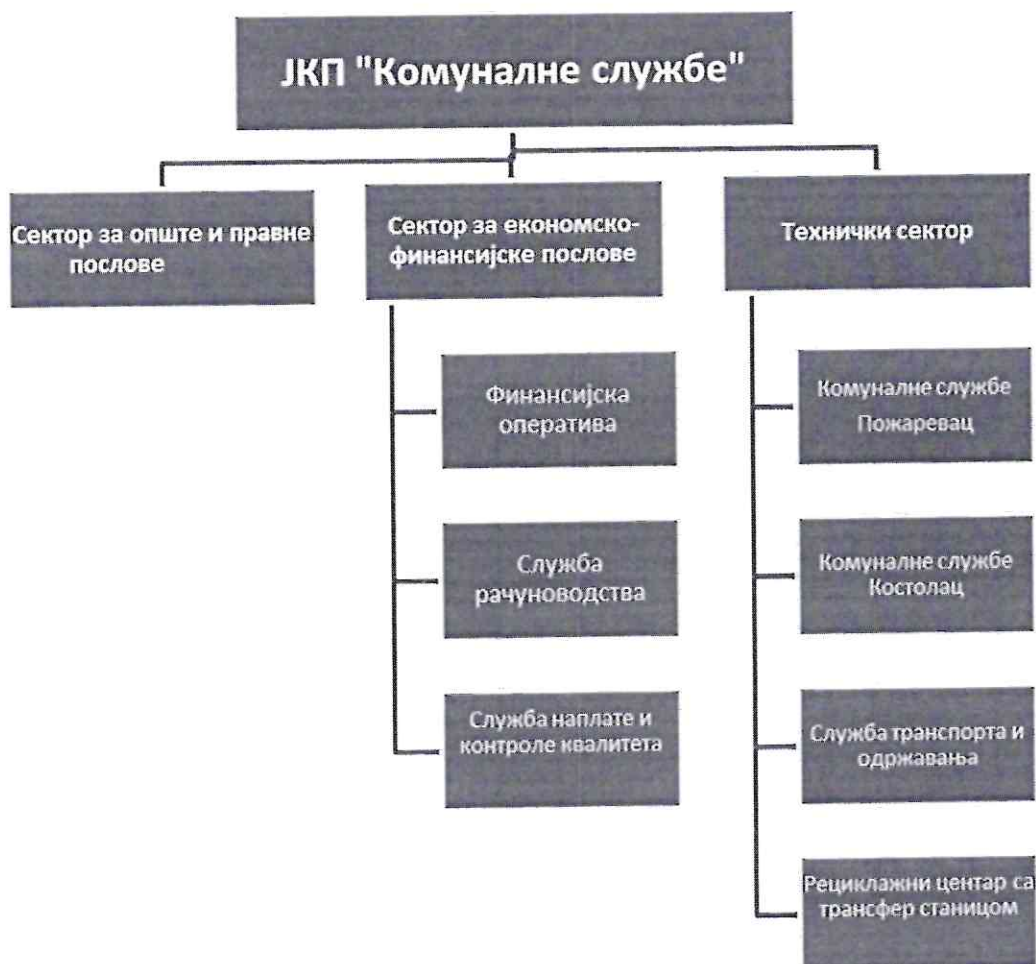 ЈКП "Комуналне службе"
Сектор за опште и правне
послове
Сектор за економско-
финансијске послове
Финансијска
оператива
Служба
рачуноводства
Служба наплате и
контроле квалитета
Технички сектор
Комуналне службе
Пожаревац
Комуналне службе
Костолац
Служба транспорта и
одржавања
Рециклажни центар са
трансфер станицом